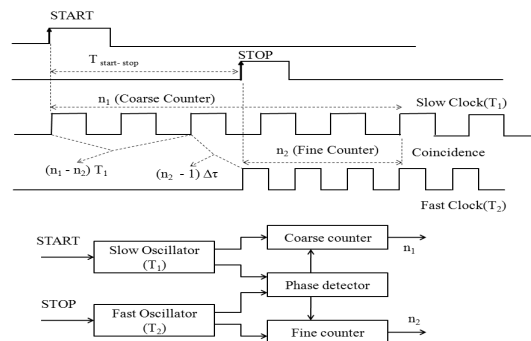 START
T start- stop
STOP
n1 (Coarse Counter)
Slow Clock(T1)
n2 (Fine Counter)
Coincidence
(n1 - n2) T1
(n2 - 1) Δτ
Fast Clock(T2)
START
Slow Oscillator
(T1)
Coarse counter
n1
Phase detector
STOP
Fast Oscillator
(T2)
Fine counter
n2